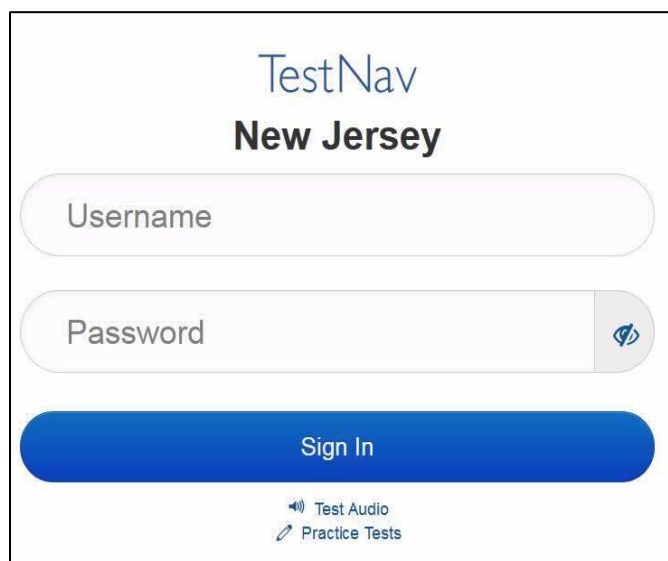 TestNav
New Jersey
Username
Password
Sign In
Test Audio
Practice Tests